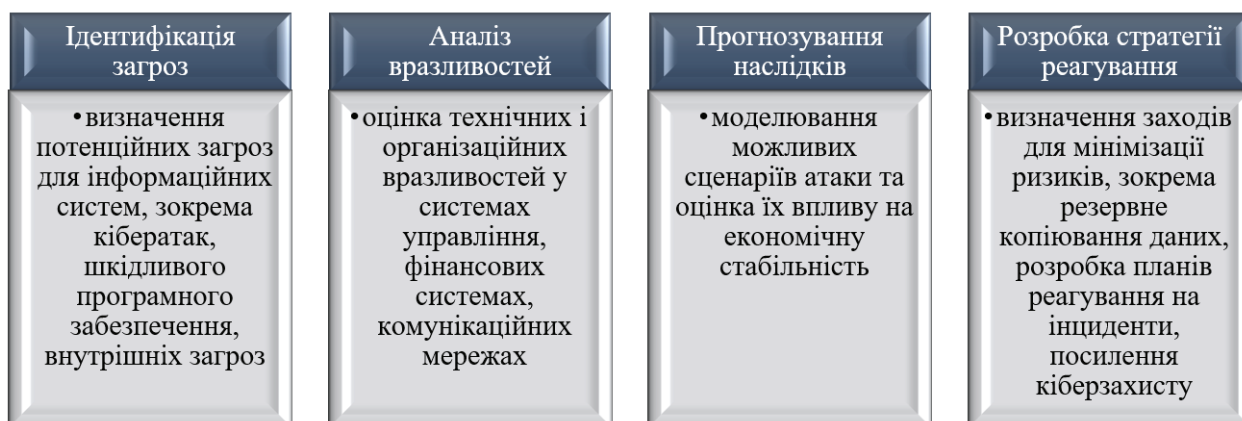 Ідентифікація
загроз
• визначення
потенційних загроз
для інформаційних
систем, зокрема
кібератак,
шкідливого
програмного
забезпечення,
внутрішніх загроз
Аналіз
вразливостей
• оцінка технічних і
організаційних
вразливостей у
системах
управління,
фінансових
системах,
комунікаційних
мережах
Прогнозування
наслідків
• моделювання
можливих
сценаріїв атаки та
оцінка їх впливу на
економічну
стабільність
Розробка стратегії
реагування
• визначення заходів
для мінімізації
ризиків, зокрема
резервне
копіювання даних,
розробка планів
реагування на
інциденти,
посилення
кіберзахисту